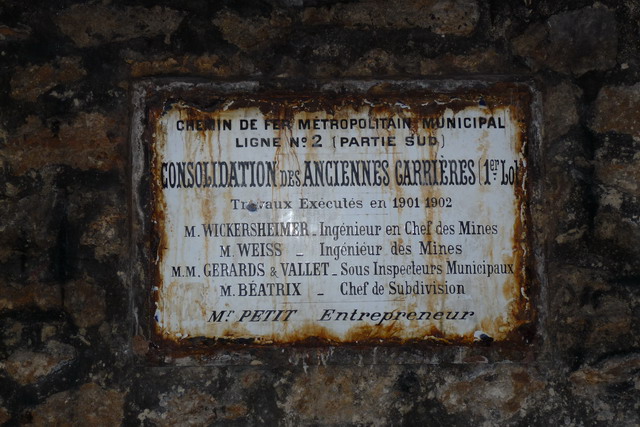 CHEMIN DE FER MÉTROPOLITAIN MUNICIPAL
LIGNE Nº 2 (PARTIE SUD)
CONSOLIDATION DES ANCIENNES CARRIÈRES (1ER Lot
Travaux Exécutés en 1901 1902
M. WICKERSHEIMER _ Ingénieur en Chef des Mines
M. WEISS _ Ingénieur des Mines
M.M. GERARDS & VALLET _ Sous Inspecteurs Municipaux
M. BÉATRIX _ Chef de Subdivision
Mr PETIT Entrepreneur